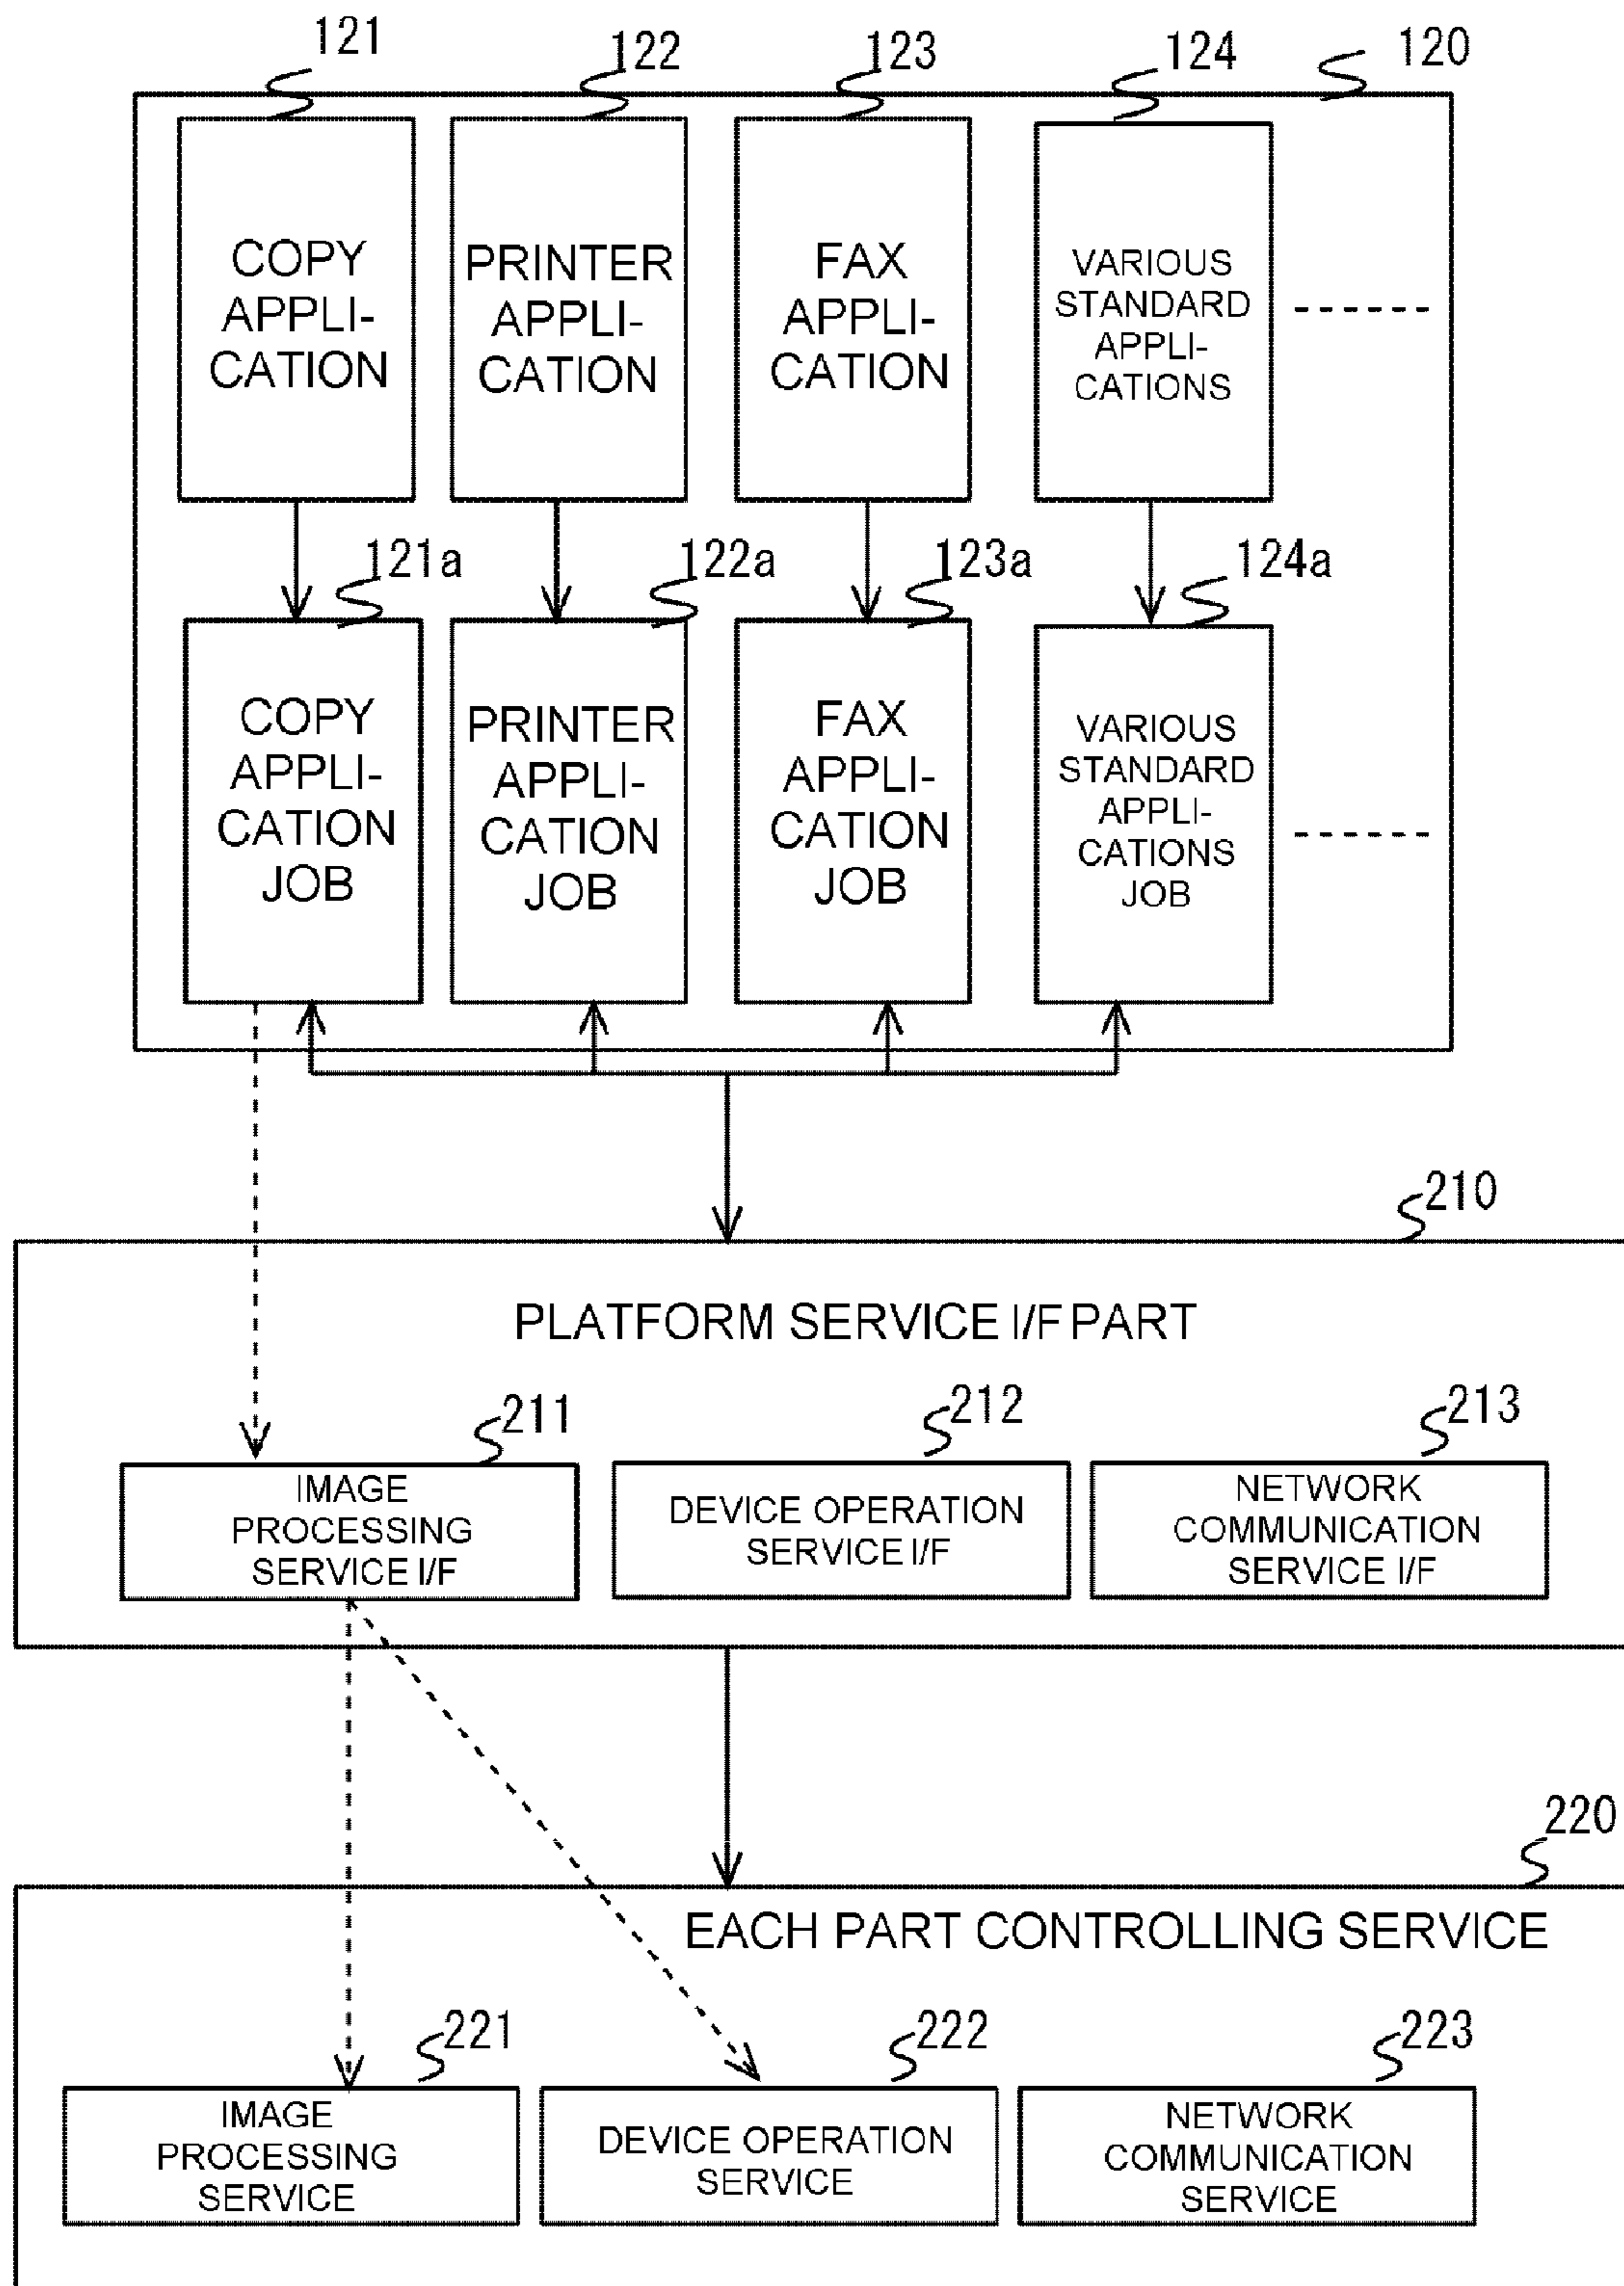 121
122
123
124
120
COPY
APPLI-
CATION
PRINTER
APPLI-
CATION
FAX
APPLI-
CATION
VARIOUS
STANDARD
APPLI-
CATIONS
121a
122a
123a
124a
COPY
APPLI-
CATION
JOB
PRINTER
APPLI-
CATION
JOB
FAX
APPLI-
CATION
JOB
VARIOUS
STANDARD
APPLI-
CATIONS
JOB
210
PLATFORM SERVICE I/F PART
211
212
213
IMAGE
PROCESSING
SERVICE I/F
DEVICE OPERATION
SERVICE I/F
NETWORK
COMMUNICATION
SERVICE I/F
220
EACH PART CONTROLLING SERVICE
221
222
223
IMAGE
PROCESSING
SERVICE
DEVICE OPERATION
SERVICE
NETWORK
COMMUNICATION
SERVICE